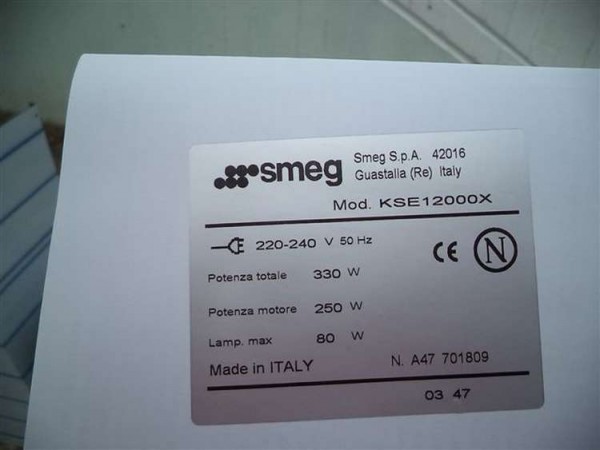 smeg
Smeg S.p.A. 42016
Guastalla (Re) Italy
Mod. KSE12000X
220-240 V 50 Hz
CE N
Potenza totale 330 W
Potenza motore 250 W
Lamp. max 80 W
Made in ITALY N. A47 701809
03 47